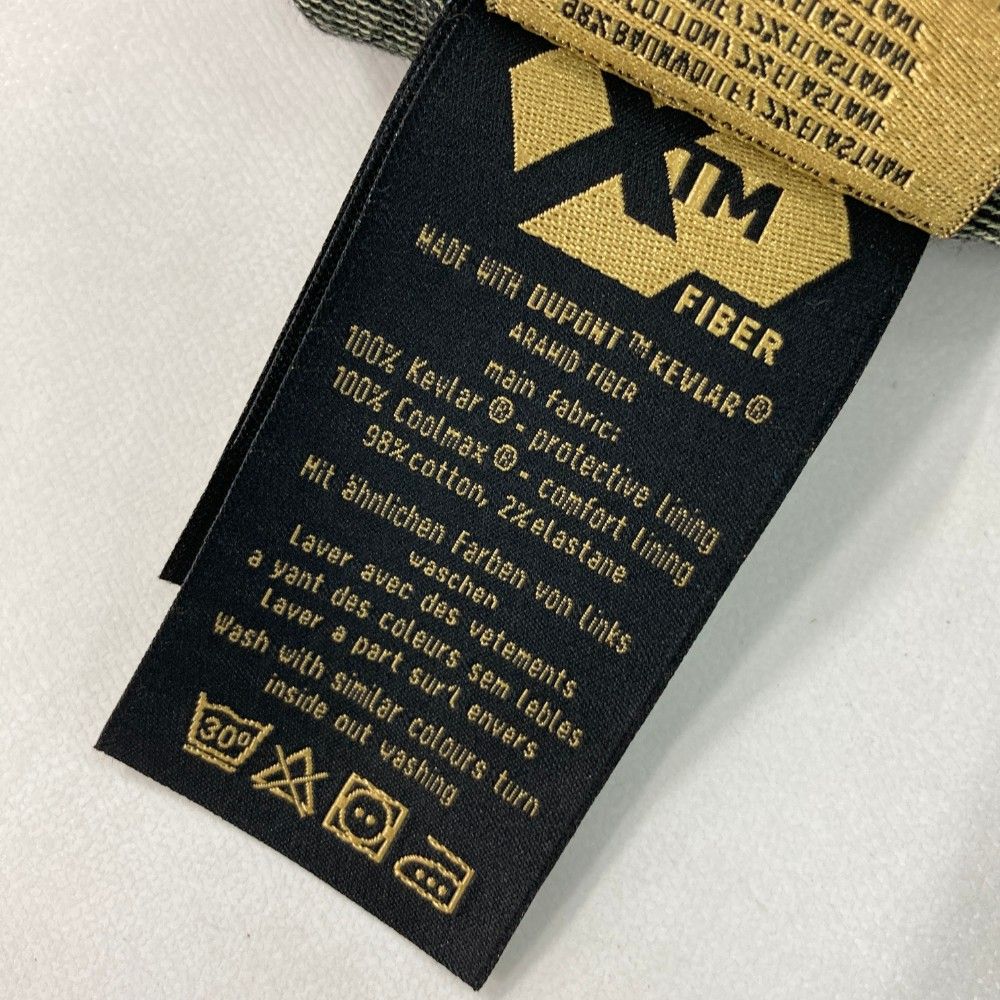 XTM
FIBER
MADE WITH DUPONT™ KEVLAR®
ARAMID FIBER
main fabric:
100% Kevlar® - protective lining
100% Coolmax® - comfort lining
98% cotton, 2% elastane
Mit ähnlichen Farben von links
waschen
Laver avec des vetements
a yant des coleurs sem lebles
Laver a part sur'l envers
wash with similar colours turn
inside out washing
30°